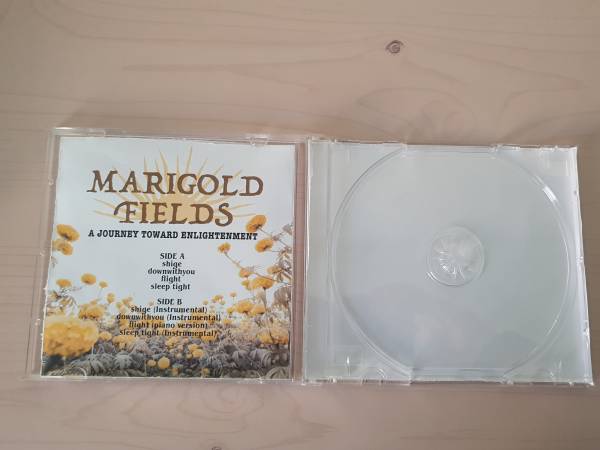 MARIGOLD
FIELDS
A JOURNEY TOWARD ENLIGHTENMENT
SIDE A
shige
downwithyou
flight
sleep tight
SIDE B
shige (Instrumental)
downwithyou (Instrumental)
flight (piano version)
sleep tight (Instrumental)